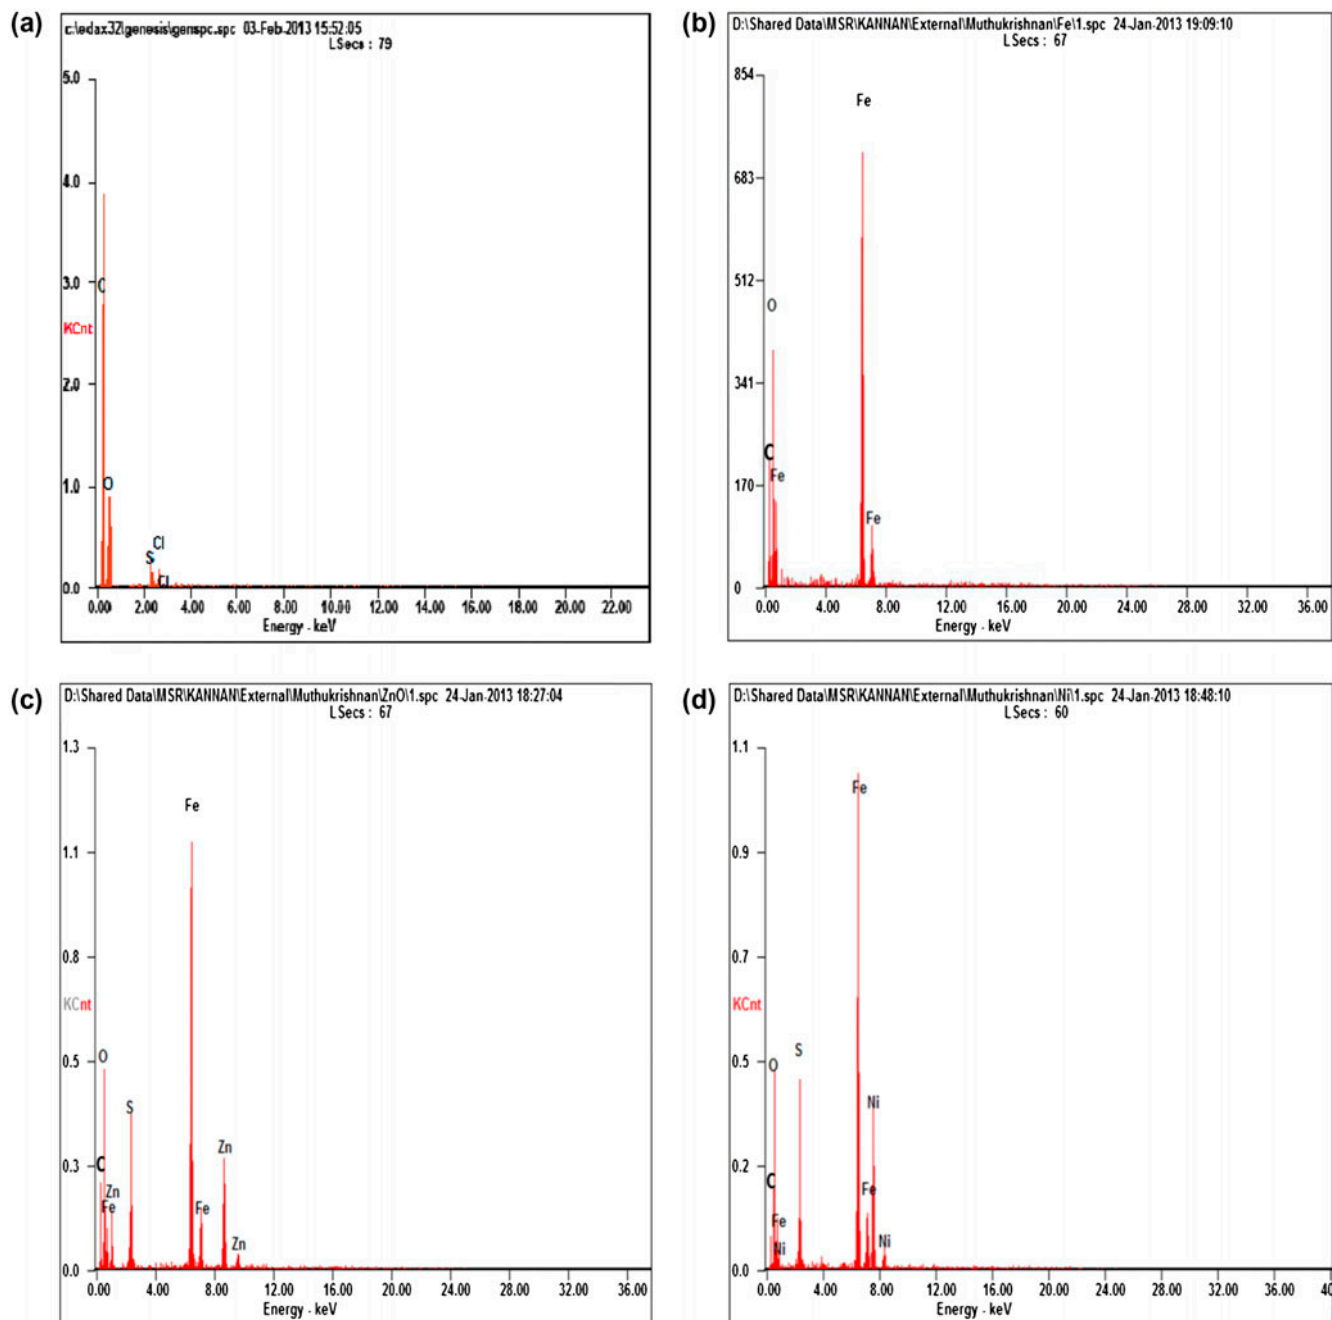 (a)
c:\edax32\genesis\genspc.spc 03-Feb-2013 15:52:05
LSecs : 79
5.0
4.0
3.0
C
KCnt
2.0
1.0
O
Cl
S
Cl
0.0
0.00 2.00 4.00 6.00 8.00 10.00 12.00 14.00 16.00 18.00 20.00 22.00
Energy - keV
(b)
D:\Shared Data\MSR\KANNAN\External\Muthukrishnan\Fe\1.spc 24-Jan-2013 19:09:10
LSecs : 67
854
Fe
683
512
O
341
C
Fe
170
Fe
0
0.00 4.00 8.00 12.00 16.00 20.00 24.00 28.00 32.00 36.00
Energy - keV
(c)
D:\Shared Data\MSR\KANNAN\External\Muthukrishnan\ZnO\1.spc 24-Jan-2013 18:27:04
LSecs : 67
1.3
Fe
1.1
0.8
KCnt
0.5
O
S
Zn
0.3
C
Zn
Fe
Fe
Zn
0.0
0.00 4.00 8.00 12.00 16.00 20.00 24.00 28.00 32.00 36.00
Energy - keV
(d)
D:\Shared Data\MSR\KANNAN\External\Muthukrishnan\Ni\1.spc 24-Jan-2013 18:48:10
LSecs : 60
1.1
Fe
0.9
0.7
KCnt
0.5
S
O
Ni
0.2
C
Fe
Fe
Ni
Ni
0.0
0.00 4.00 8.00 12.00 16.00 20.00 24.00 28.00 32.00 36.00 40
Energy - keV